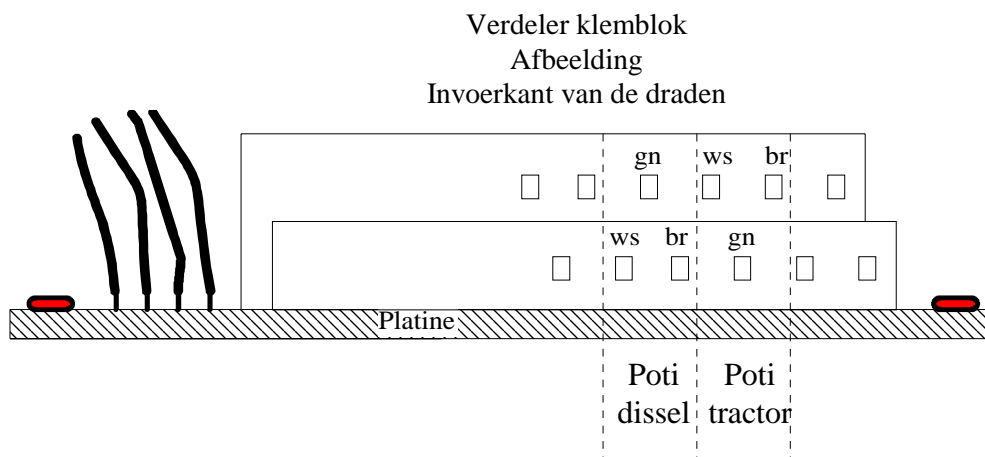 Verdeler klemblok
Afbeelding
Invoerkant van de draden
gn ws br
ws br gn
Platine
Poti Poti
dissel tractor